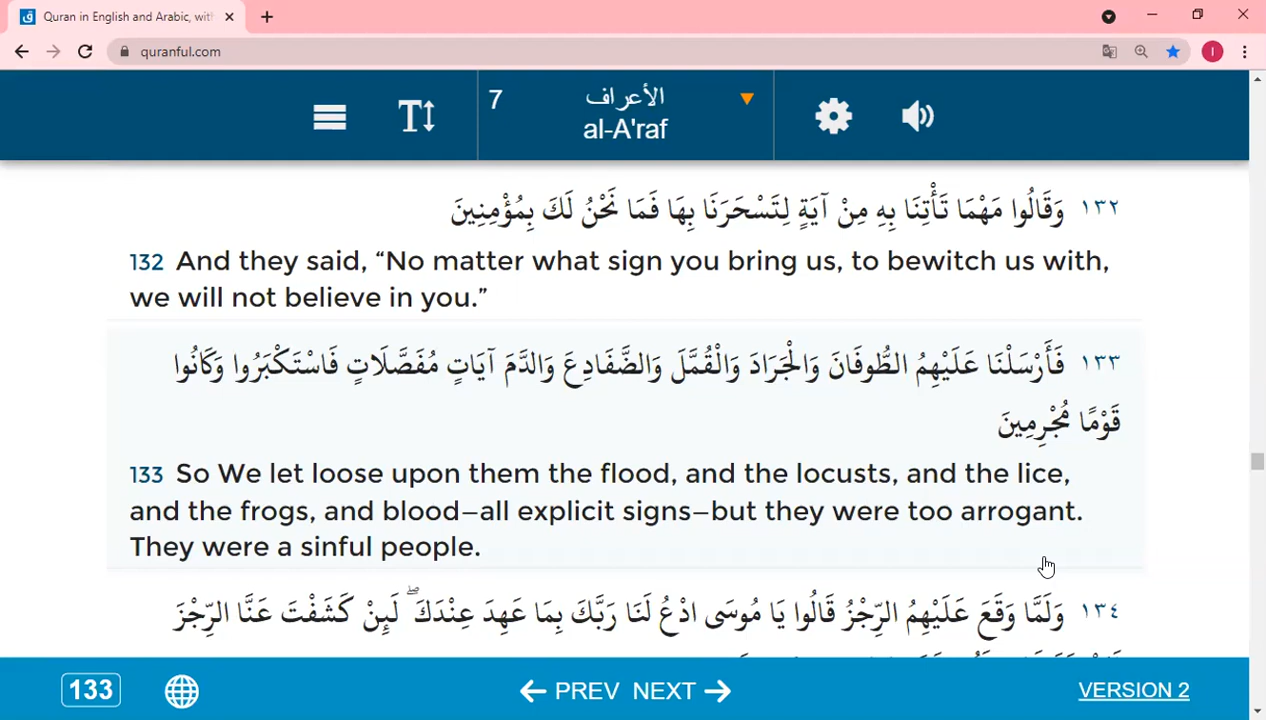 Quran in English and Arabic, with
quranful.com
7
الأعراف
al-A'raf
١٣٢ وَقَالُوا مَهْمَا تَأْتِنَا بِهِ مِنْ آيَةٍ لِتَسْحَرَنَا بِهَا فَمَا نَحْنُ لَكَ بِمُؤْمِنِينَ
132 And they said, “No matter what sign you bring us, to bewitch us with,
we will not believe in you.”
١٣٣ فَأَرْسَلْنَا عَلَيْهِمُ الطُّوفَانَ وَالْجَرَادَ وَالْقُمَّلَ وَالضَّفَادِعَ وَالدَّمَ آيَاتٍ مُفَصَّلَاتٍ فَاسْتَكْبَرُوا وَكَانُوا
قَوْمًا مُجْرِمِينَ
133 So We let loose upon them the flood, and the locusts, and the lice,
and the frogs, and blood—all explicit signs—but they were too arrogant.
They were a sinful people.
١٣٤ وَلَمَّا وَقَعَ عَلَيْهِمُ الرِّجْزُ قَالُوا يَا مُوسَى ادْعُ لَنَا رَبَّكَ بِمَا عَهِدَ عِنْدَكَ ۖ لَئِنْ كَشَفْتَ عَنَّا الرِّجْزَ
133
PREV NEXT
VERSION 2